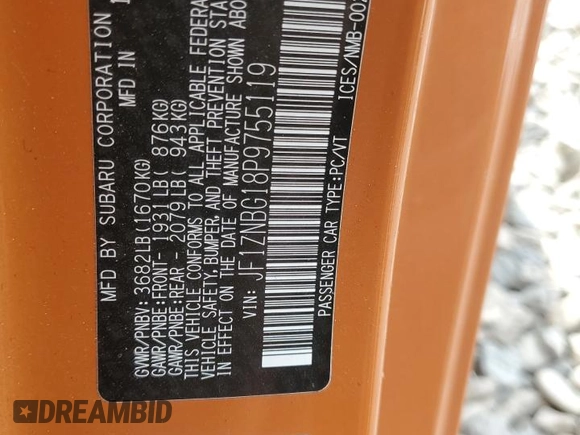 MFD BY SUBARU CORPORATION
MFD IN
GVWR/PNBV: 3682LB(1670KG)
GAWR/PNBE:FRONT- 1931LB( 876KG)
GAWR/PNBE:REAR - 2079LB( 943KG)
THIS VEHICLE CONFORMS TO ALL APPLICABLE FEDERAL
VEHICLE SAFETY, BUMPER, AND THEFT PREVENTION STA
IN EFFECT ON THE DATE OF MANUFACTURE SHOWN ABO
VIN: JF1ZNBG18P9755119
PASSENGER CAR TYPE:PC/VT ICES/NMB-00
DREAMBID